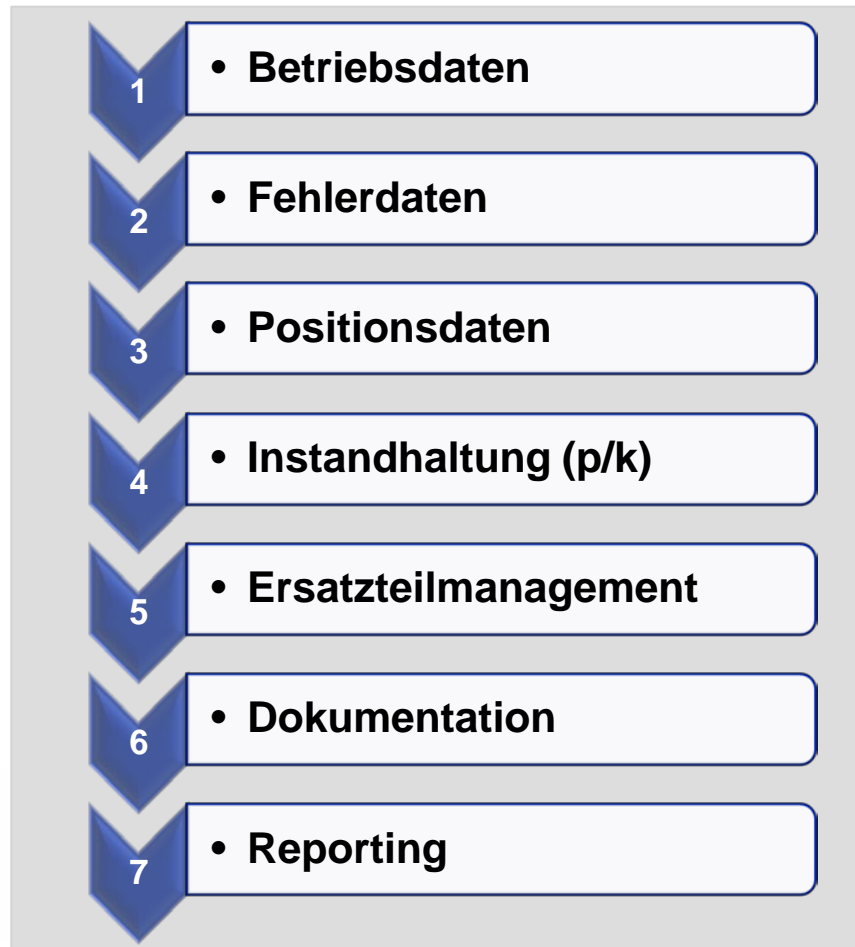 1 • Betriebsdaten
2 • Fehlerdaten
3 • Positionsdaten
4 • Instandhaltung (p/k)
5 • Ersatzteilmanagement
6 • Dokumentation
7 • Reporting